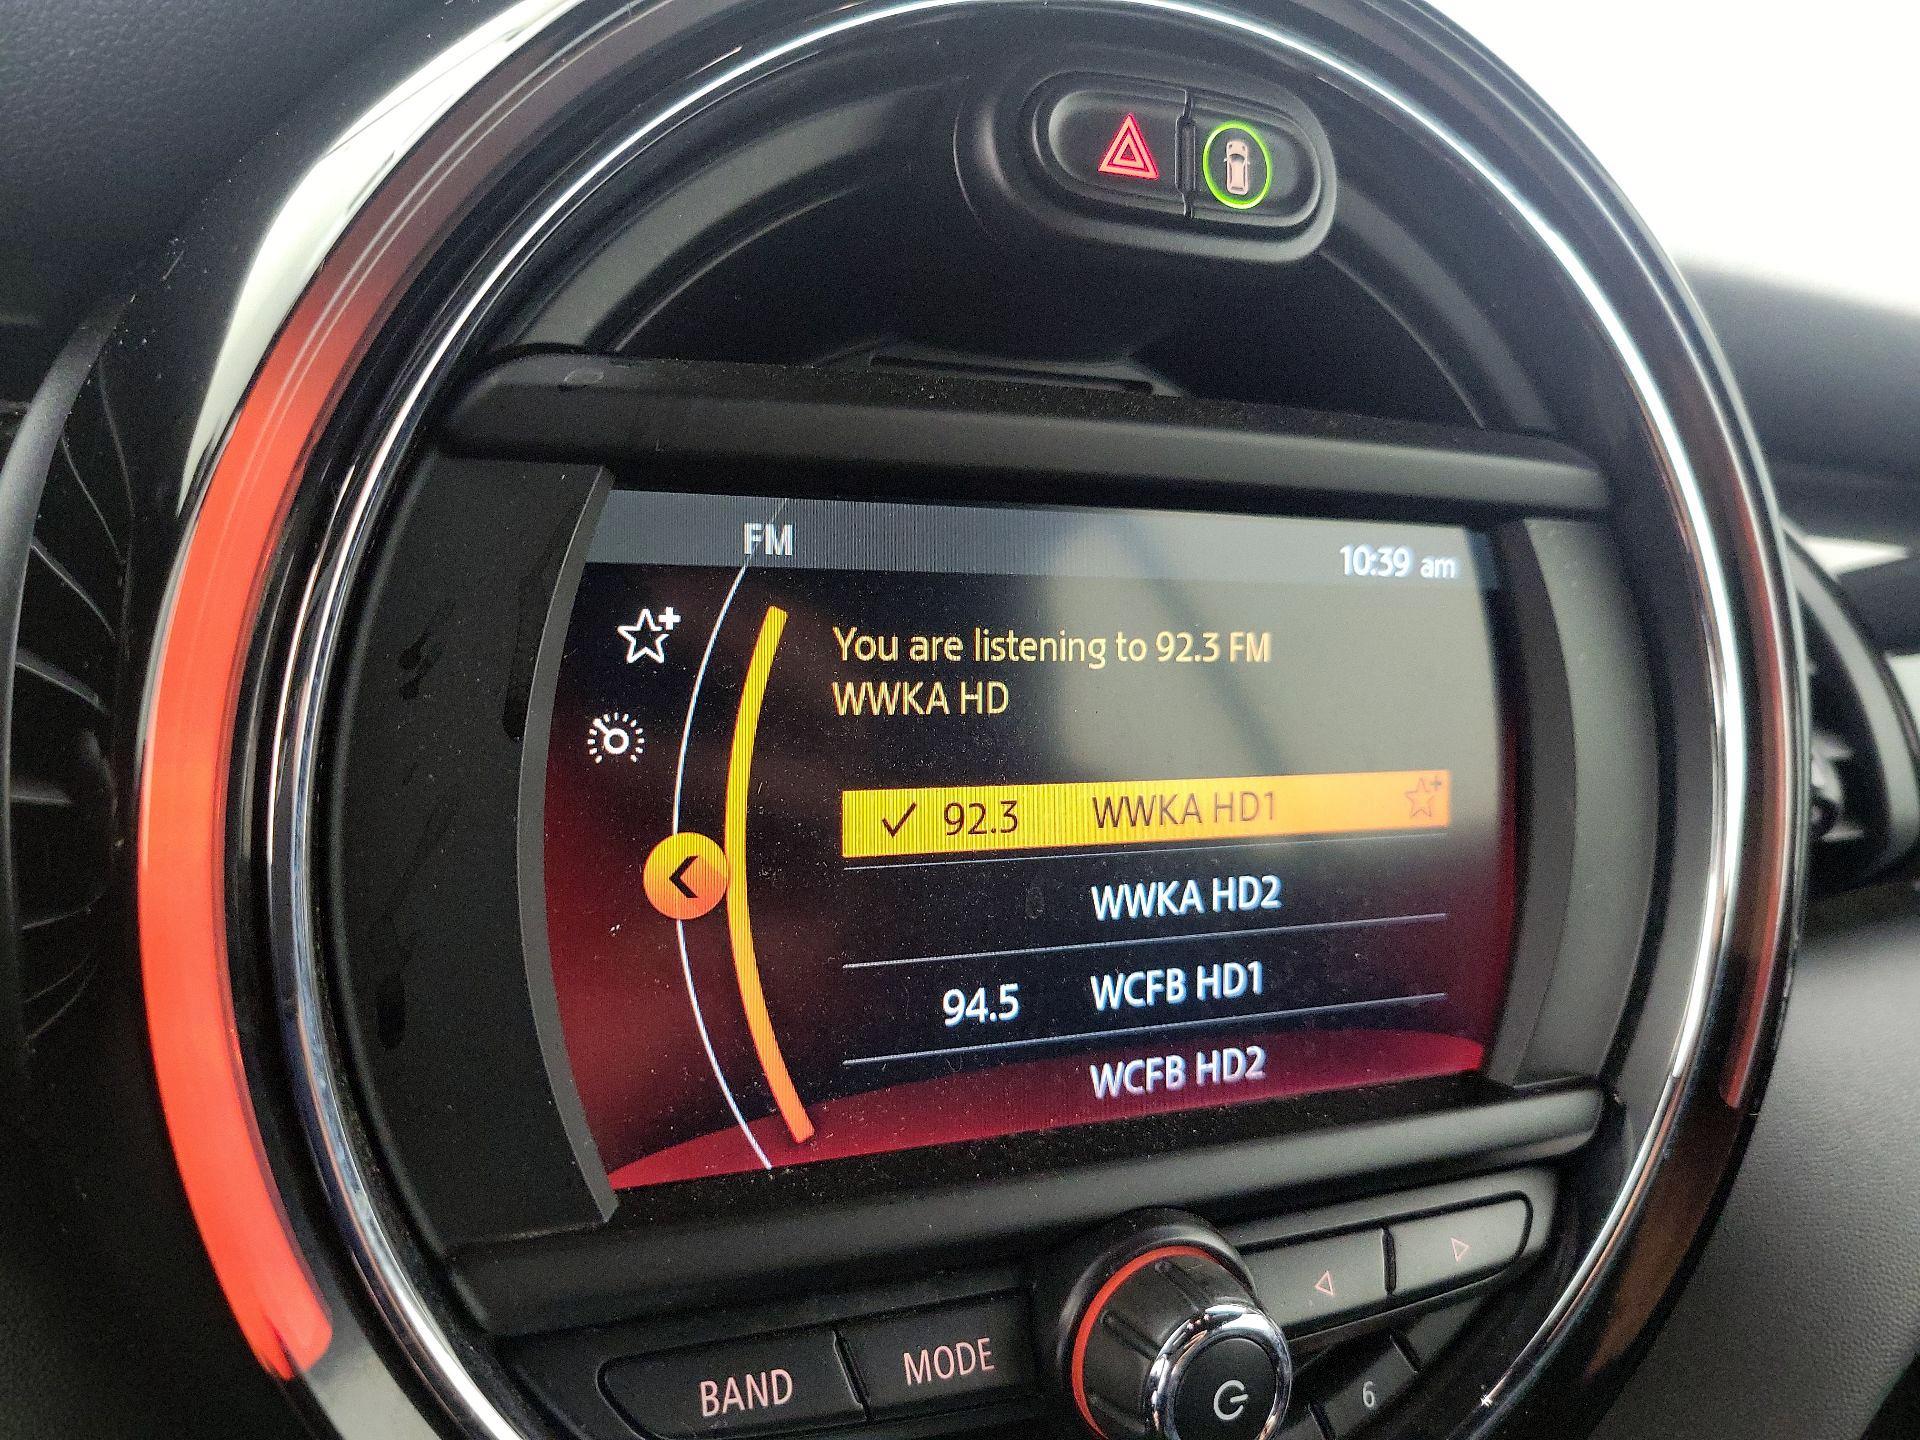 FM
10:39 am
You are listening to 92.3 FM
WWKA HD
92.3 WWKA HD1
WWKA HD2
94.5 WCFB HD1
WCFB HD2
BAND MODE
6